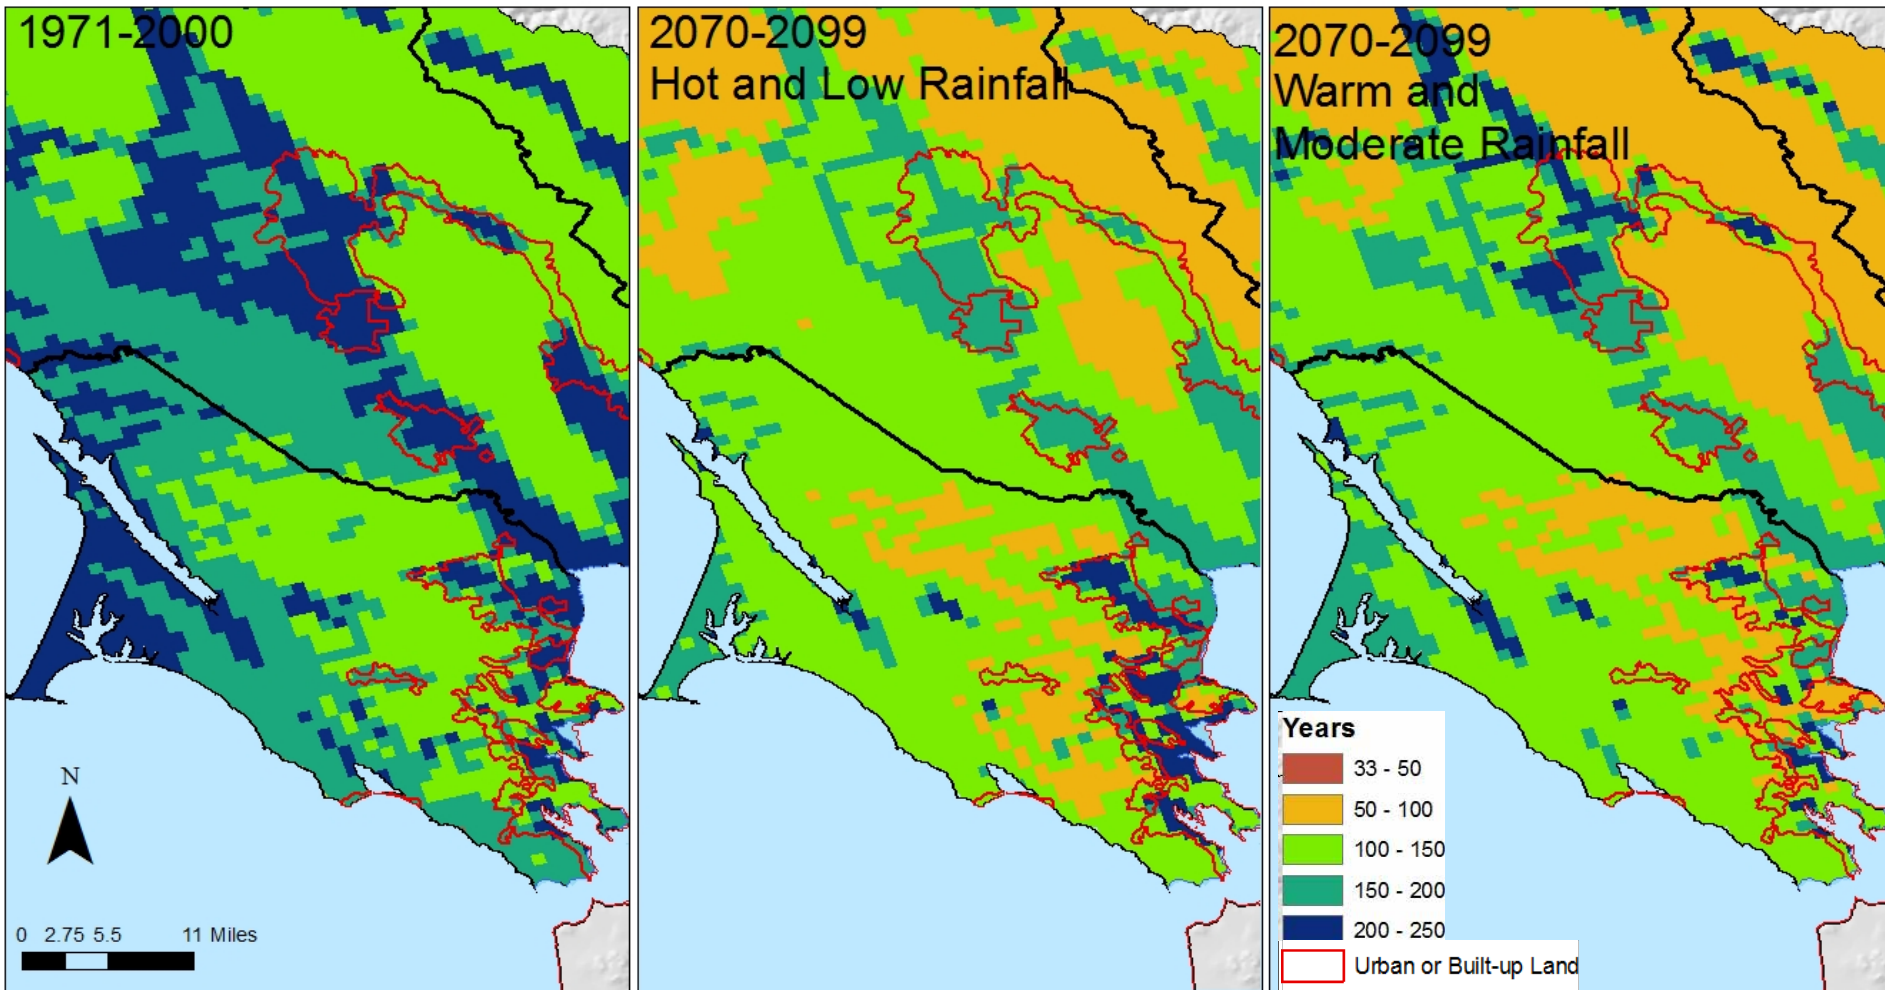 1971-2000
2070-2099
Hot and Low Rainfall
2070-2099
Warm and
Moderate Rainfall
N
0 2.75 5.5 11 Miles
Years
33 - 50
50 - 100
100 - 150
150 - 200
200 - 250
Urban or Built-up Land